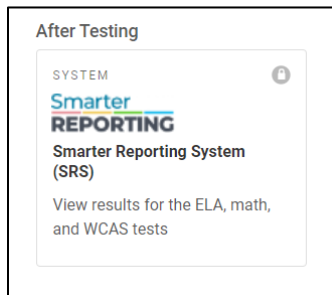 After Testing
SYSTEM
Smarter
REPORTING
Smarter Reporting System
(SRS)
View results for the ELA, math,
and WCAS tests